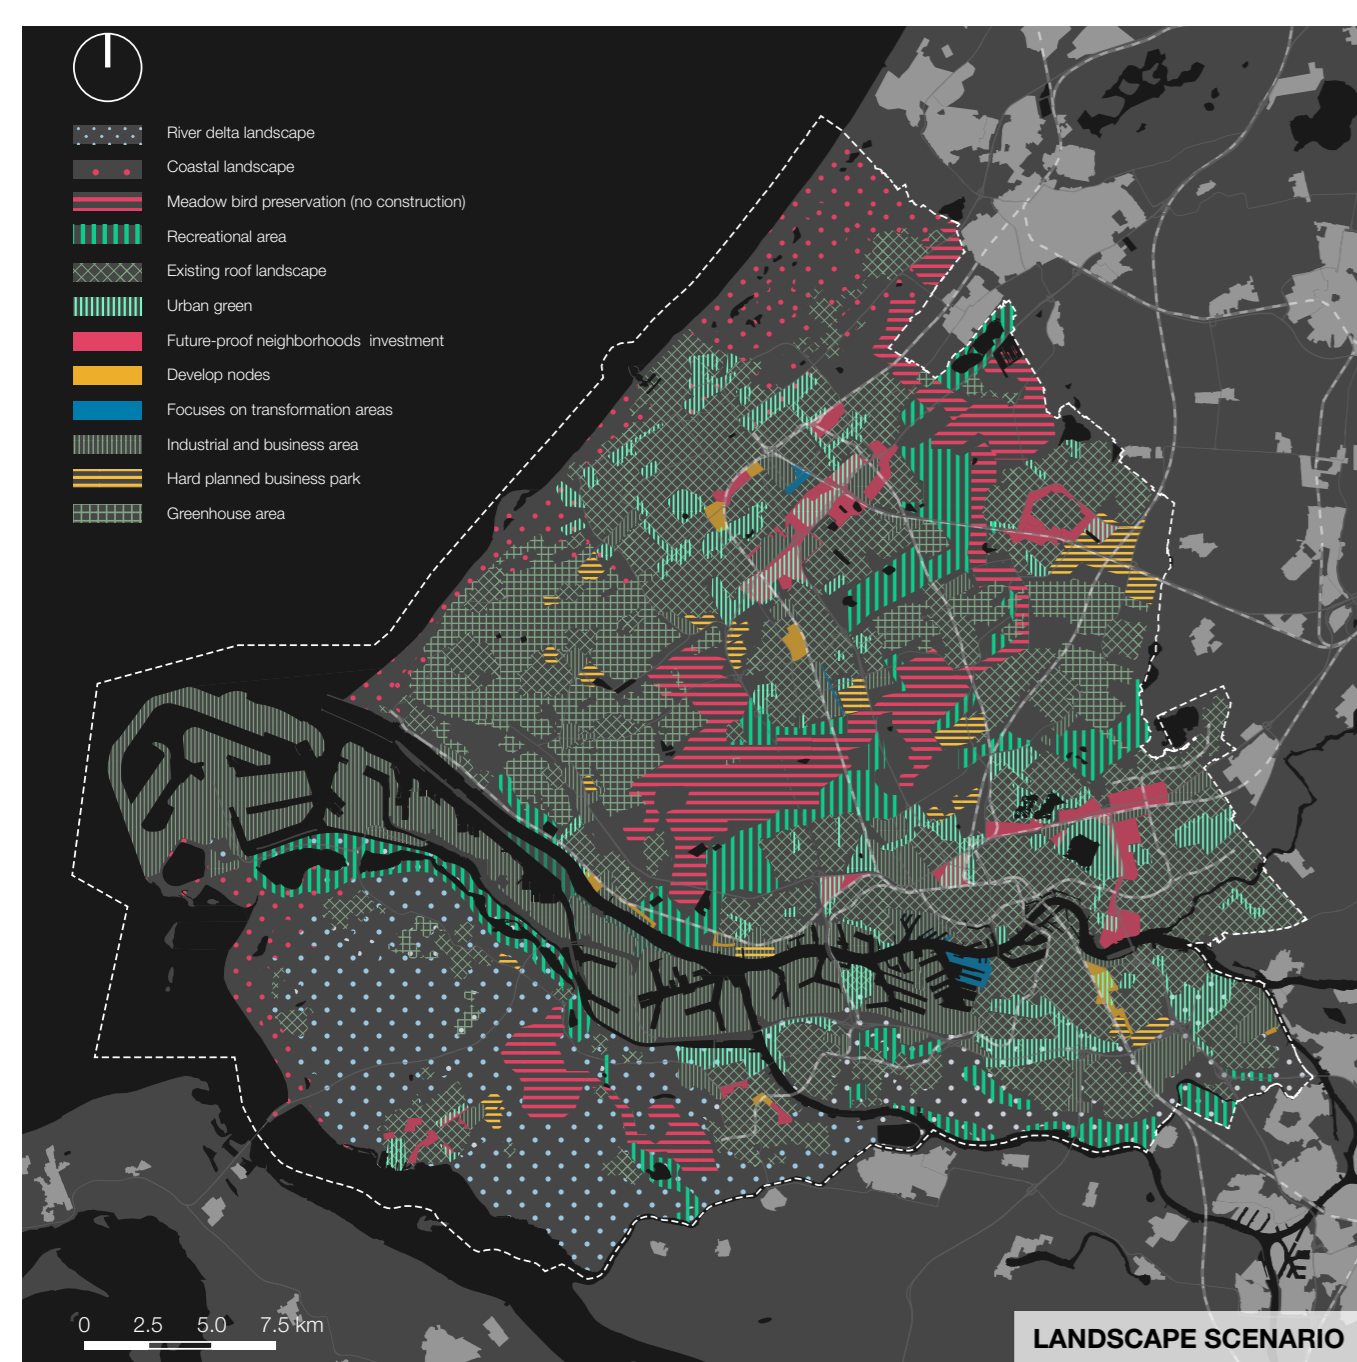 River delta landscape
Coastal landscape
Meadow bird preservation (no construction)
Recreational area
Existing roof landscape
Urban green
Future-proof neighborhoods investment
Develop nodes
Focuses on transformation areas
Industrial and business area
Hard planned business park
Greenhouse area
0 2.5 5.0 7.5 km
LANDSCAPE SCENARIO